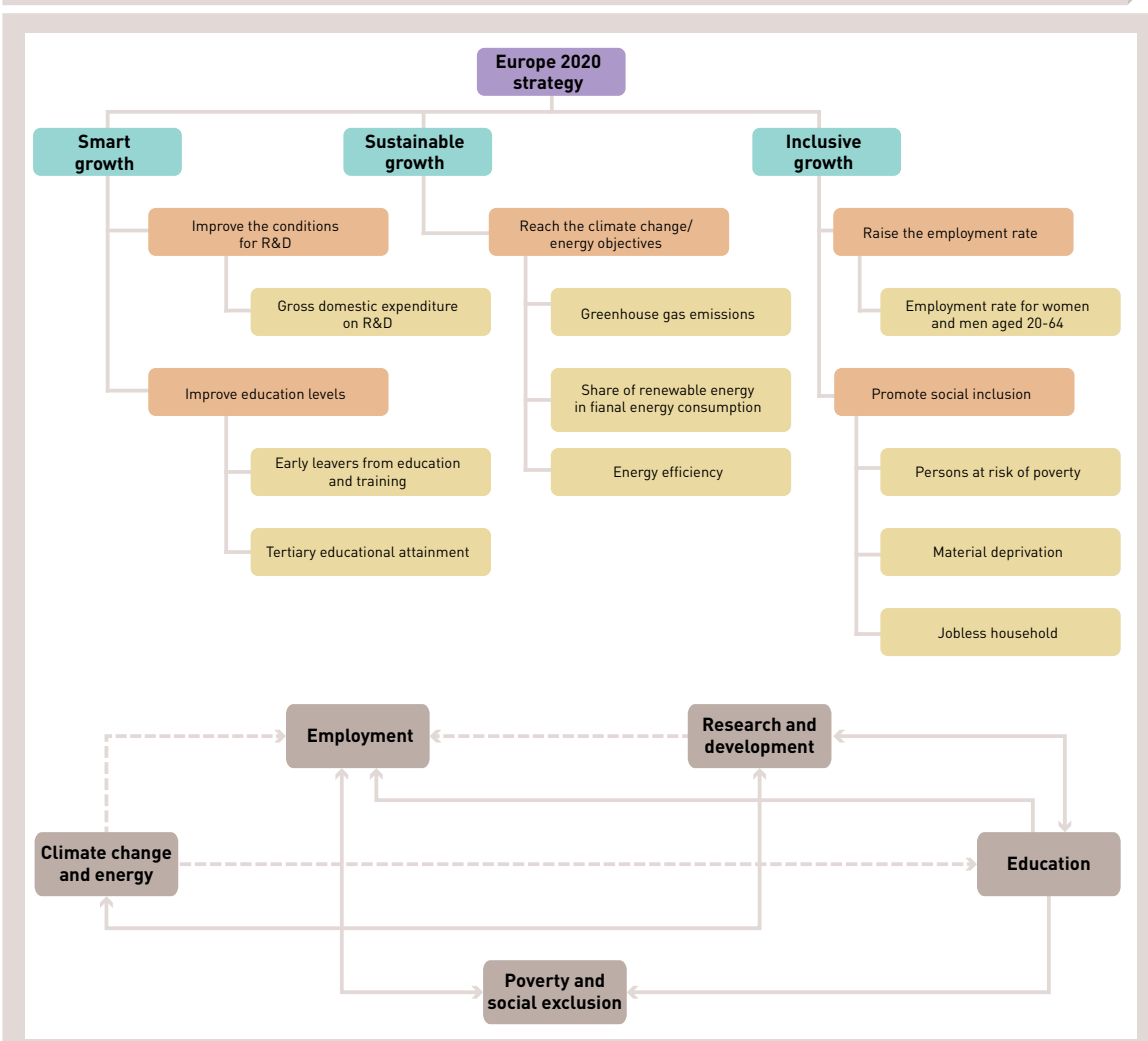 Europe 2020
strategy
Smart
growth
Sustainable
growth
Inclusive
growth
Improve the conditions
for R&D
Reach the climate change/
energy objectives
Raise the employment rate
Gross domestic expenditure
on R&D
Greenhouse gas emissions
Employment rate for women
and men aged 20-64
Improve education levels
Share of renewable energy
in fianal energy consumption
Promote social inclusion
Early leavers from education
and training
Energy efficiency
Persons at risk of poverty
Tertiary educational attainment
Material deprivation
Jobless household
Employment
Research and
development
Climate change
and energy
Education
Poverty and
social exclusion